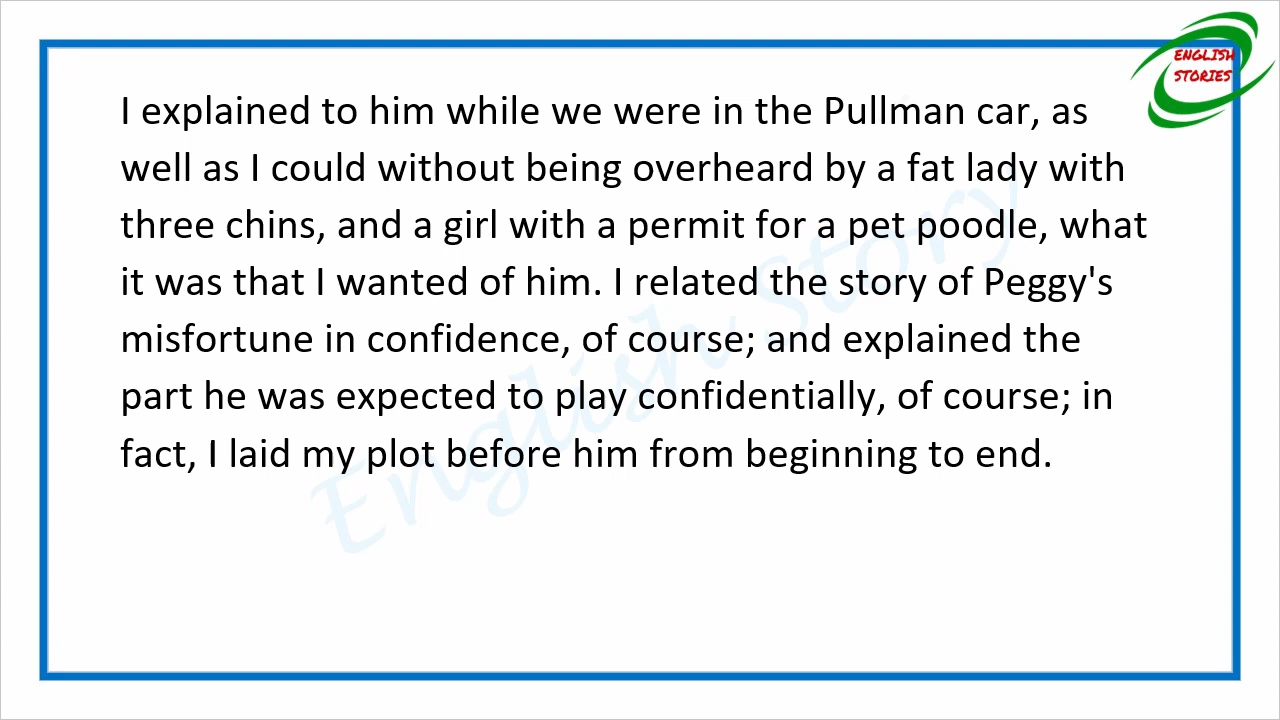 ENGLISH
STORIES
I explained to him while we were in the Pullman car, as
well as I could without being overheard by a fat lady with
three chins, and a girl with a permit for a pet poodle, what
it was that I wanted of him. I related the story of Peggy's
misfortune in confidence, of course; and explained the
part he was expected to play confidentially, of course; in
fact, I laid my plot before him from beginning to end.
English Story